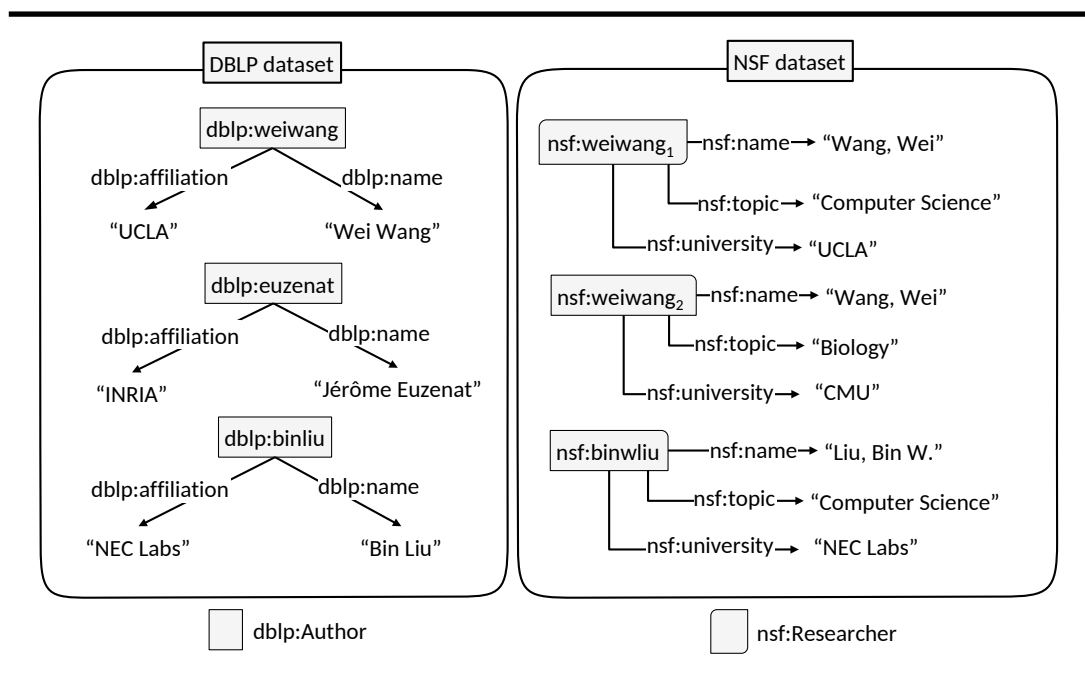 DBLP dataset
dblp:weiwang
dblp:affiliation
dblp:name
“UCLA”
“Wei Wang”
dblp:euzenat
dblp:affiliation
dblp:name
“INRIA”
“Jérôme Euzenat”
dblp:binliu
dblp:affiliation
dblp:name
“NEC Labs”
“Bin Liu”
dblp:Author
NSF dataset
nsf:weiwang₁
nsf:name
“Wang, Wei”
nsf:topic
“Computer Science”
nsf:university
“UCLA”
nsf:weiwang₂
nsf:name
“Wang, Wei”
nsf:topic
“Biology”
nsf:university
“CMU”
nsf:binwliu
nsf:name
“Liu, Bin W.”
nsf:topic
“Computer Science”
nsf:university
“NEC Labs”
nsf:Researcher